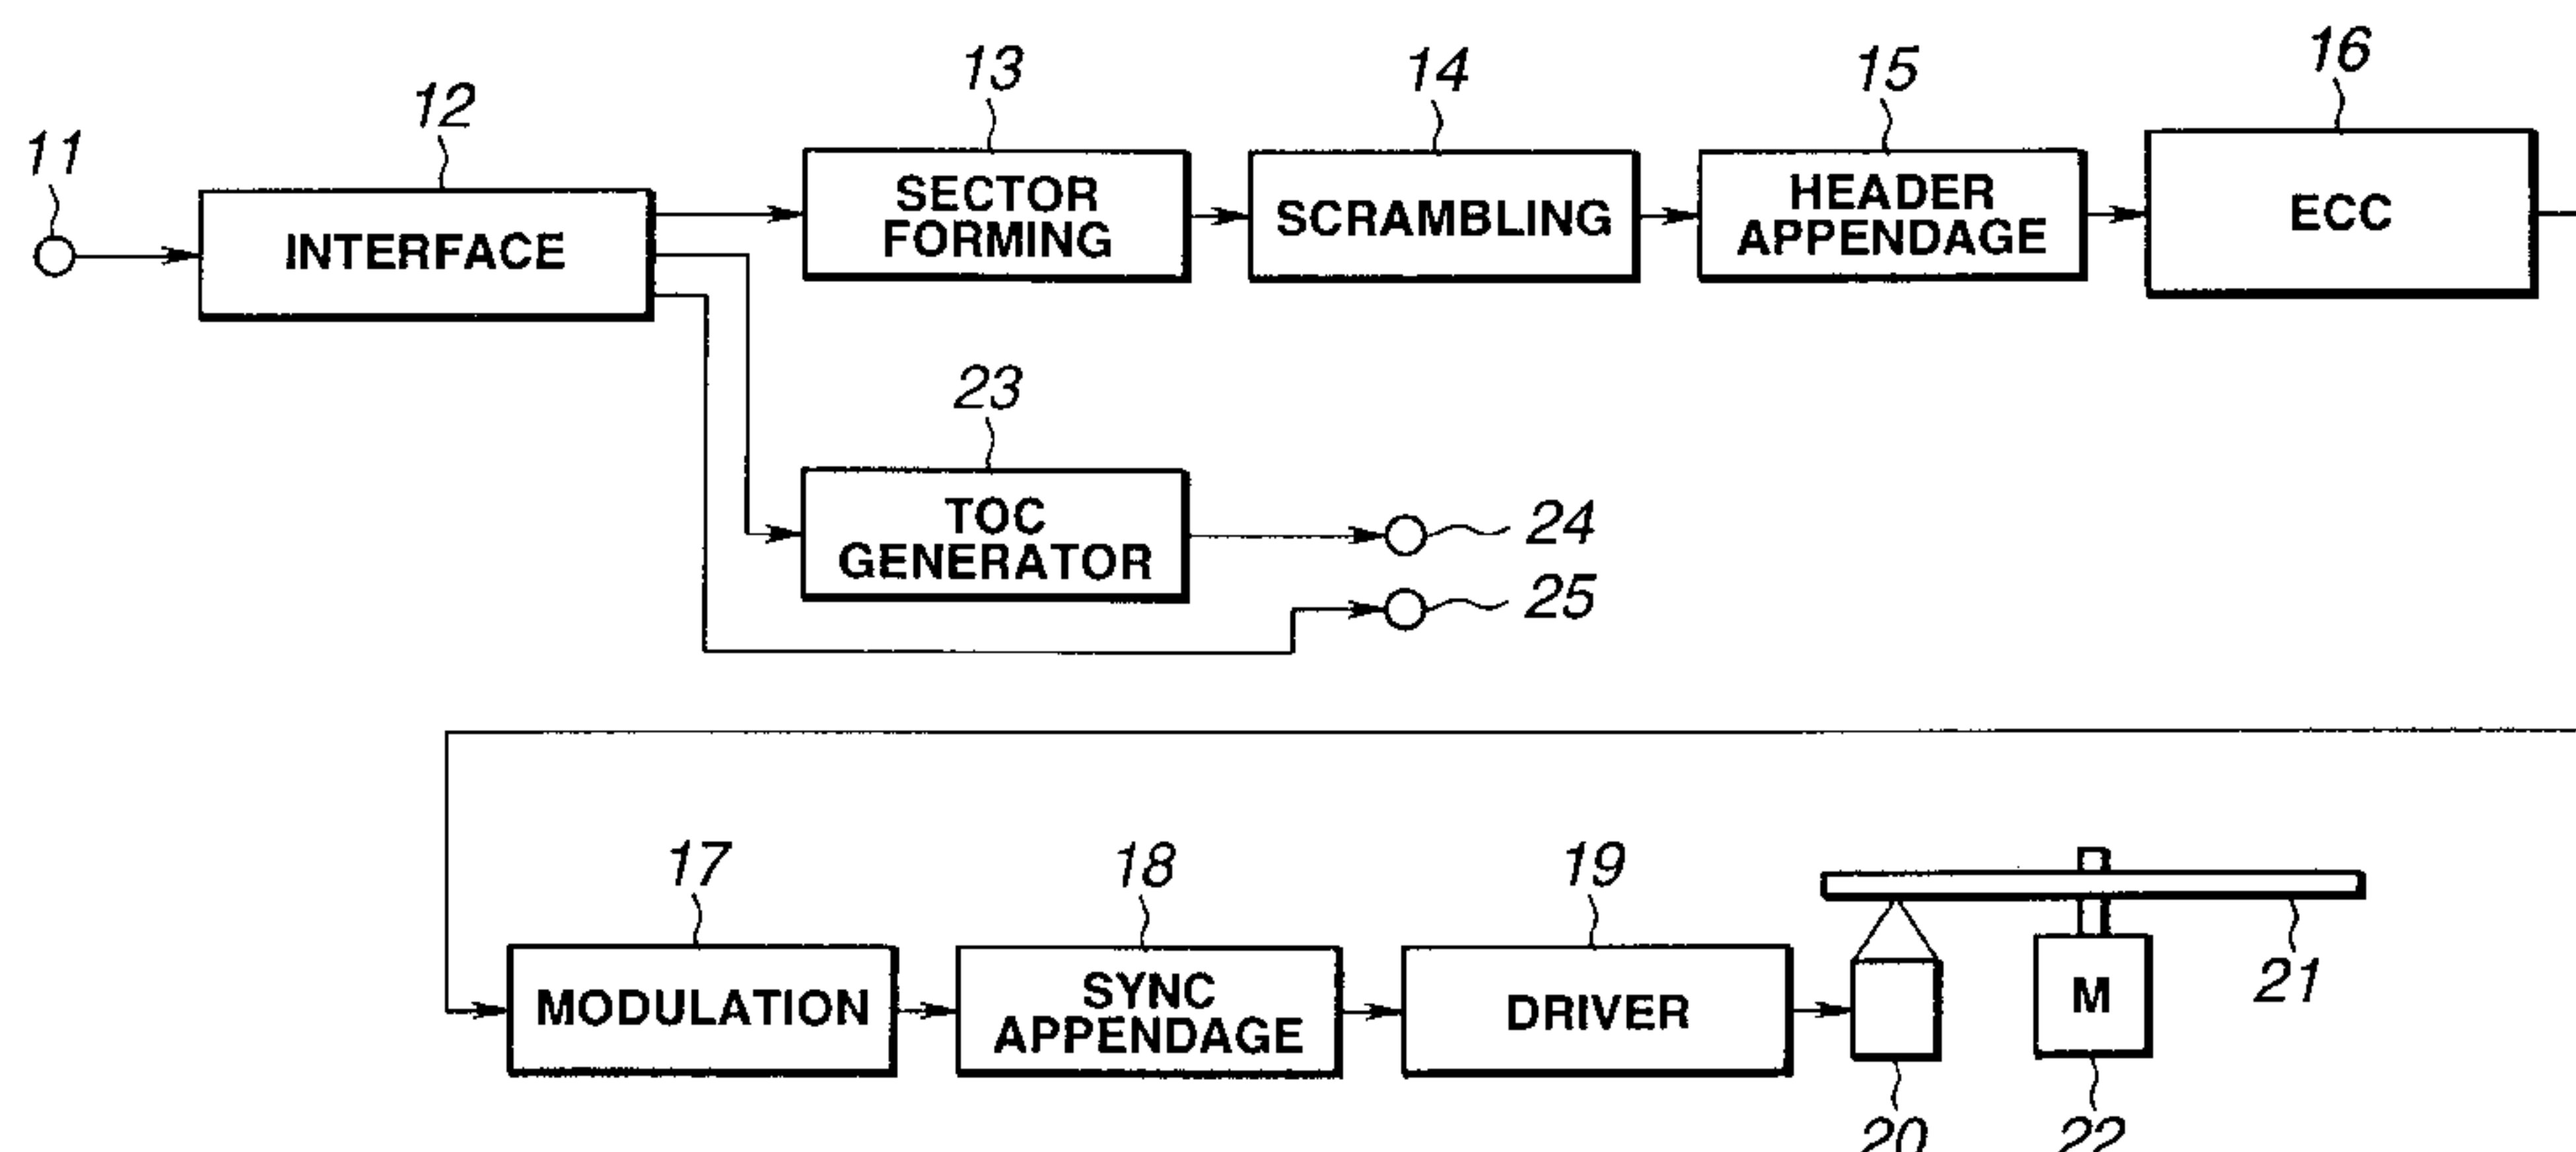 11
12
INTERFACE
13
SECTOR
FORMING
14
SCRAMBLING
15
HEADER
APPENDAGE
16
ECC
23
TOC
GENERATOR
24
25
17
MODULATION
18
SYNC
APPENDAGE
19
DRIVER
20
M
22
21